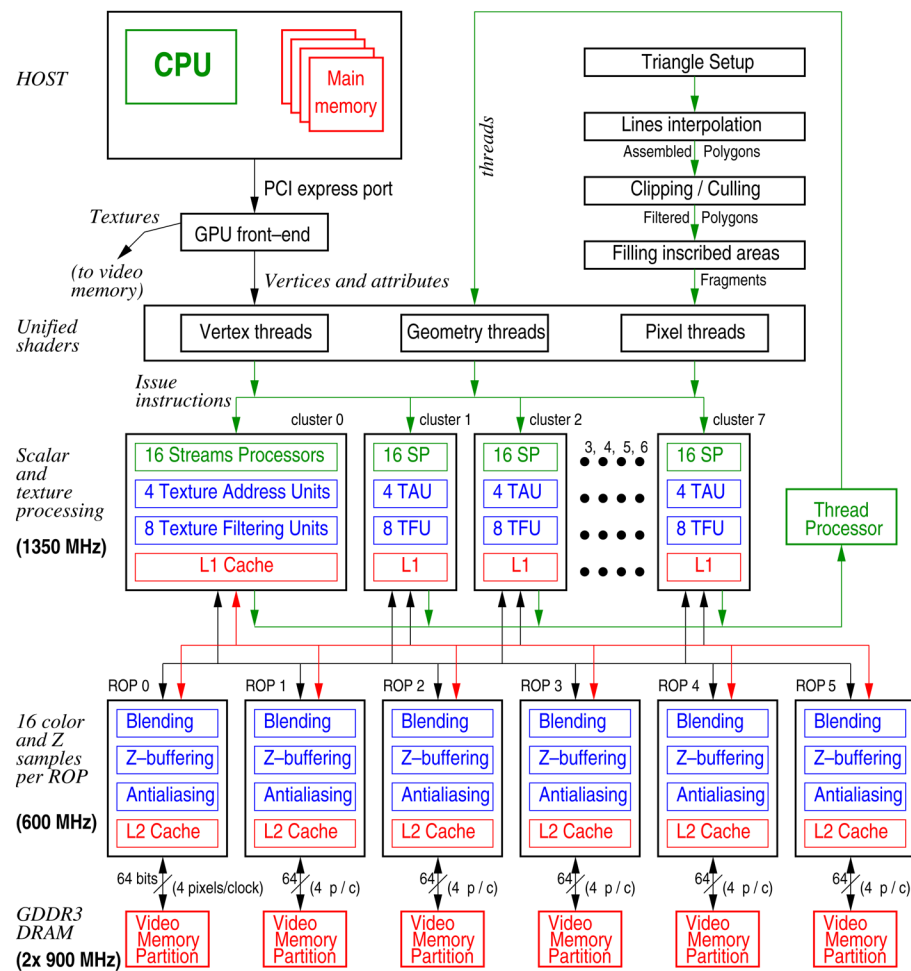 HOST
CPU
Main
memory
PCI express port
Textures
GPU front–end
(to video
memory)
Vertices and attributes
threads
Triangle Setup
Lines interpolation
Assembled Polygons
Clipping / Culling
Filtered Polygons
Filling inscribed areas
Fragments
Unified
shaders
Vertex threads
Geometry threads
Pixel threads
Issue
instructions
Scalar
and
texture
processing
(1350 MHz)
cluster 0
16 Streams Processors
4 Texture Address Units
8 Texture Filtering Units
L1 Cache
cluster 1
16 SP
4 TAU
8 TFU
L1
cluster 2
16 SP
4 TAU
8 TFU
L1
3, 4, 5, 6
cluster 7
16 SP
4 TAU
8 TFU
L1
Thread
Processor
16 color
and Z
samples
per ROP
(600 MHz)
ROP 0
Blending
Z–buffering
Antialiasing
L2 Cache
ROP 1
Blending
Z–buffering
Antialiasing
L2 Cache
ROP 2
Blending
Z–buffering
Antialiasing
L2 Cache
ROP 3
Blending
Z–buffering
Antialiasing
L2 Cache
ROP 4
Blending
Z–buffering
Antialiasing
L2 Cache
ROP 5
Blending
Z–buffering
Antialiasing
L2 Cache
64 bits (4 pixels/clock)
64 (4 p / c)
64 (4 p / c)
64 (4 p / c)
64 (4 p / c)
64 (4 p / c)
GDDR3
DRAM
(2x 900 MHz)
Video
Memory
Partition
Video
Memory
Partition
Video
Memory
Partition
Video
Memory
Partition
Video
Memory
Partition
Video
Memory
Partition